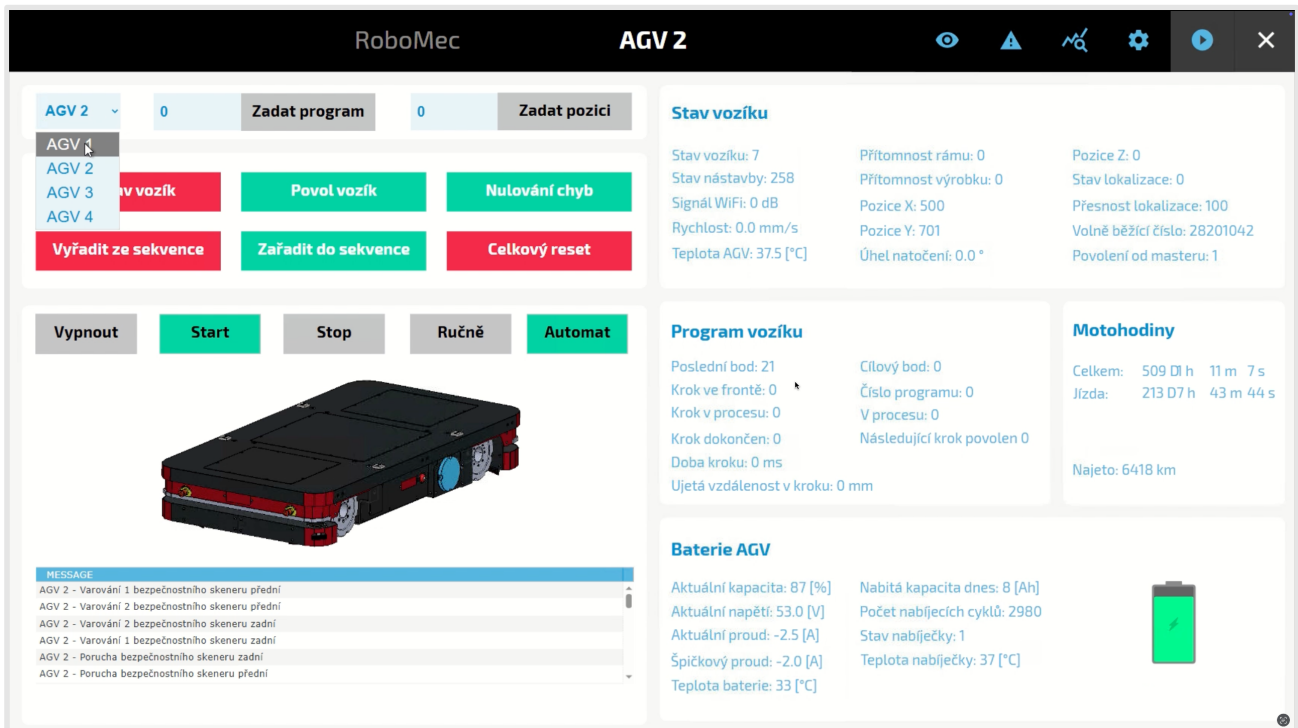 RoboMec
AGV 2
AGV 2
0
Zadat program
0
Zadat pozici
AGV 1
AGV 2
AGV 3
AGV 4
vozík
Povol vozík
Nulování chyb
Vyřadit ze sekvence
Zařadit do sekvence
Celkový reset
Vypnout
Start
Stop
Ručně
Automat
MESSAGE
AGV 2 - Varování 1 bezpečnostního skeneru přední
AGV 2 - Varování 2 bezpečnostního skeneru přední
AGV 2 - Varování 2 bezpečnostního skeneru zadní
AGV 2 - Varování 1 bezpečnostního skeneru zadní
AGV 2 - Porucha bezpečnostního skeneru zadní
AGV 2 - Porucha bezpečnostního skeneru přední
Stav vozíku
Stav vozíku: 7
Stav nástavby: 258
Signál WiFi: 0 dB
Rychlost: 0.0 mm/s
Teplota AGV: 37.5 [°C]
Přítomnost rámu: 0
Přítomnost výrobku: 0
Pozice X: 500
Pozice Y: 701
Úhel natočení: 0.0 °
Pozice Z: 0
Stav lokalizace: 0
Přesnost lokalizace: 100
Volně běžící číslo: 28201042
Povolení od masteru: 1
Program vozíku
Poslední bod: 21
Krok ve frontě: 0
Krok v procesu: 0
Krok dokončen: 0
Doba kroku: 0 ms
Ujetá vzdálenost v kroku: 0 mm
Cílový bod: 0
Číslo programu: 0
V procesu: 0
Následující krok povolen 0
Motohodiny
Celkem: 509 D 1 h 11 m 7 s
Jízda: 213 D 7 h 43 m 44 s
Najeto: 6418 km
Baterie AGV
Aktuální kapacita: 87 [%]
Aktuální napětí: 53.0 [V]
Aktuální proud: -2.5 [A]
Špičkový proud: -2.0 [A]
Teplota baterie: 33 [°C]
Nabitá kapacita dnes: 8 [Ah]
Počet nabíjecích cyklů: 2980
Stav nabíječky: 1
Teplota nabíječky: 37 [°C]